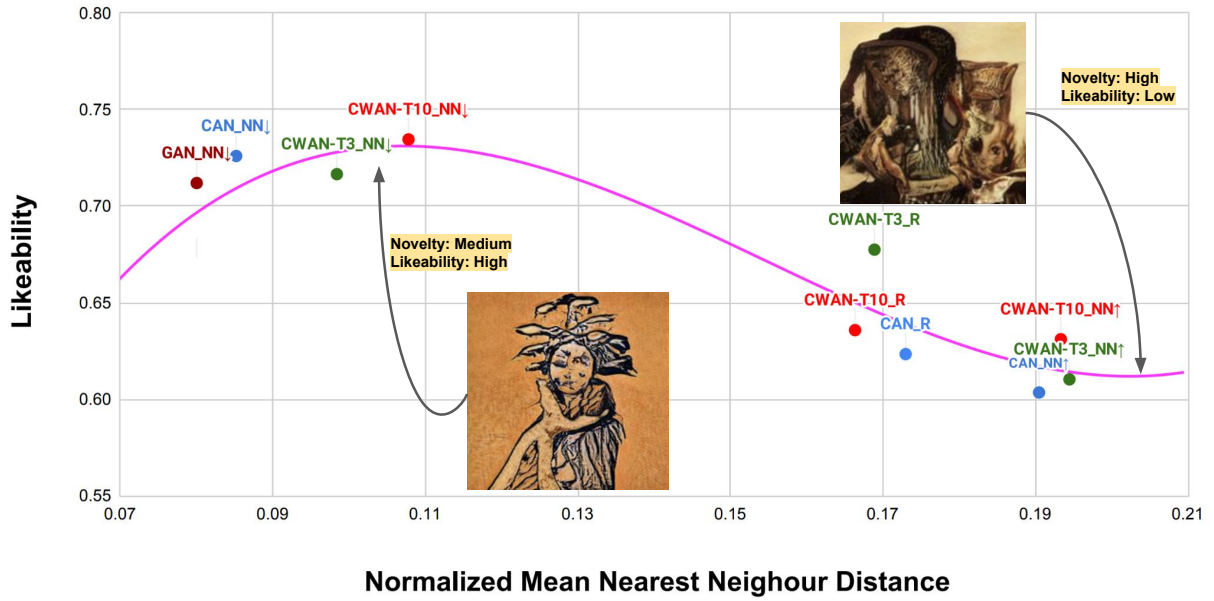 0.80
0.75
0.70
0.65
0.60
0.55
0.07
0.09
0.11
0.13
0.15
0.17
0.19
0.21
Likeability
Normalized Mean Nearest Neighour Distance
GAN_NN↓
CAN_NN↓
CWAN-T3_NN↓
CWAN-T10_NN↓
Novelty: Medium
Likeability: High
Novelty: High
Likeability: Low
CWAN-T3_R
CWAN-T10_R
CAN_R
CWAN-T10_NN↑
CWAN-T3_NN↑
CAN_NN↑